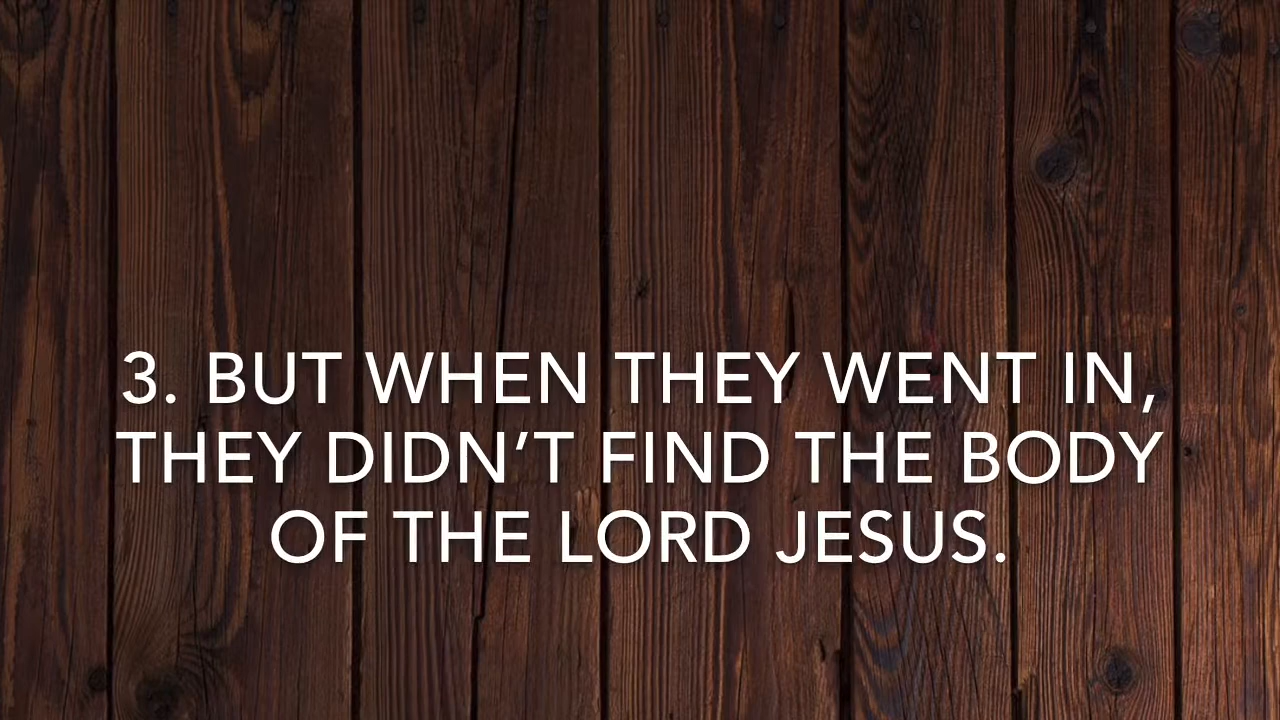 3. BUT WHEN THEY WENT IN,
THEY DIDN’T FIND THE BODY
OF THE LORD JESUS.